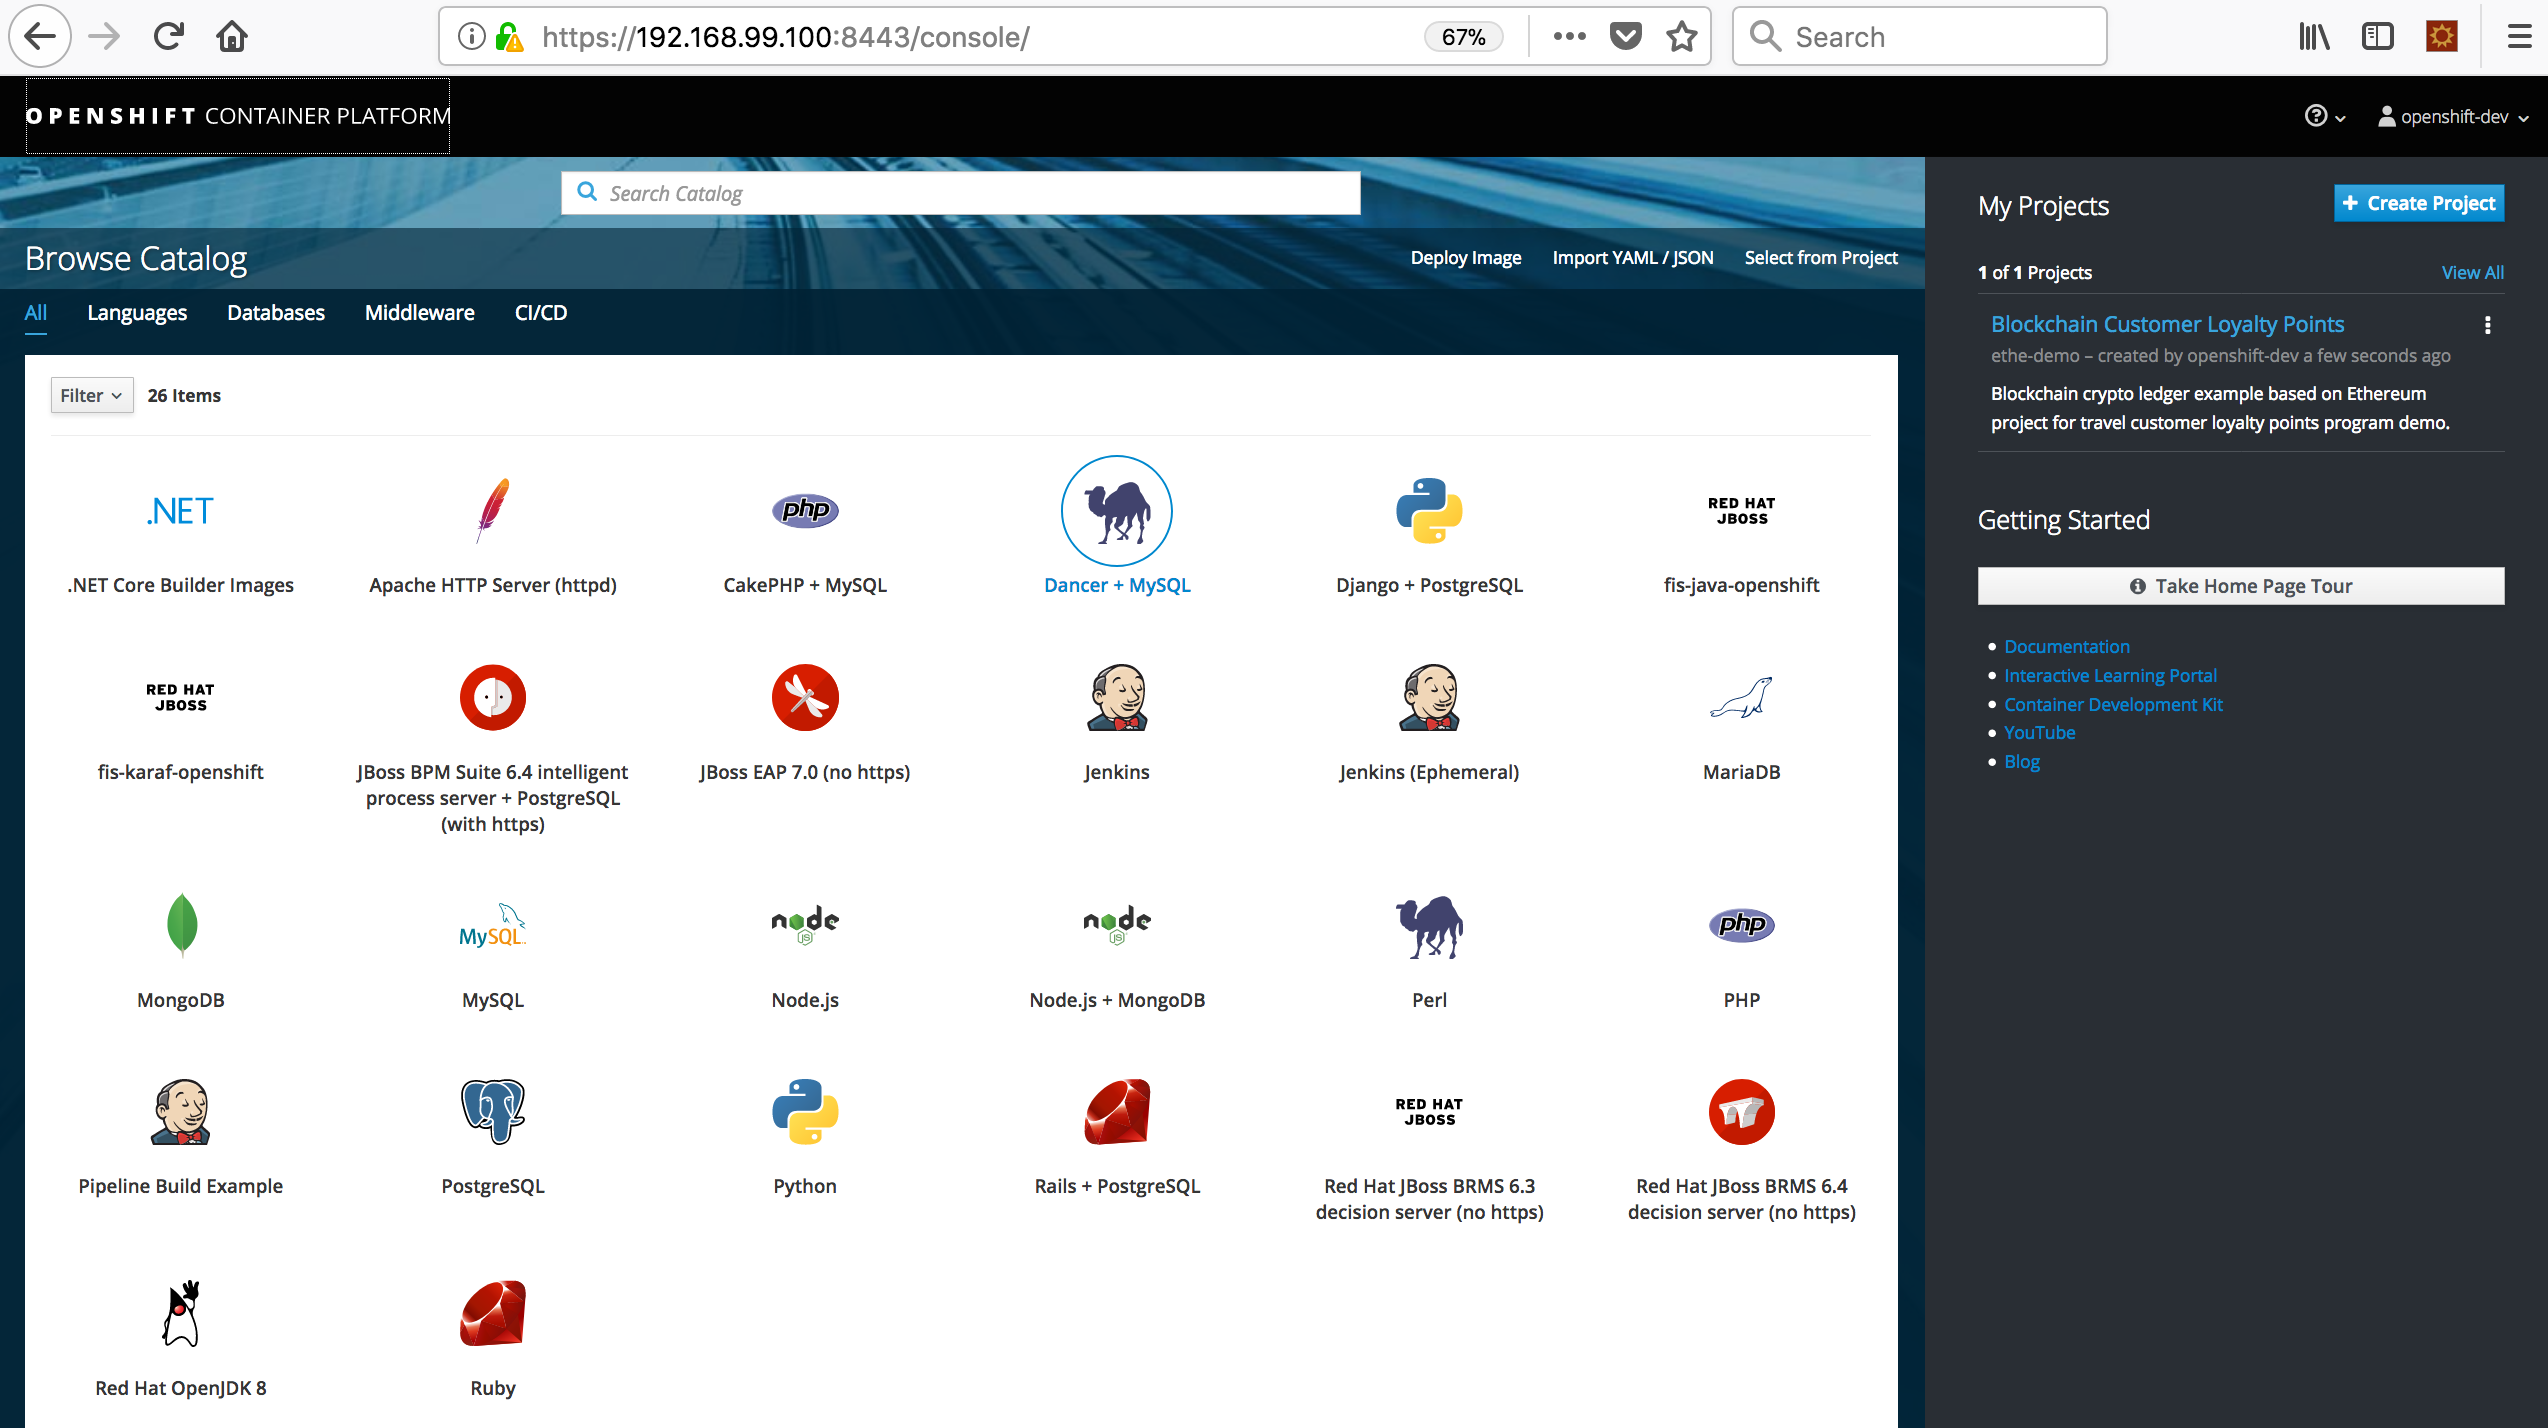 https://192.168.99.100:8443/console/
67%
Search
OPENSHIFT CONTAINER PLATFORM
openshift-dev
Search Catalog
Browse Catalog
Deploy Image
Import YAML / JSON
Select from Project
All
Languages
Databases
Middleware
CI/CD
Filter
26 Items
.NET
php
RED HAT
JBOSS
.NET Core Builder Images
Apache HTTP Server (httpd)
CakePHP + MySQL
Dancer + MySQL
Django + PostgreSQL
fis-java-openshift
RED HAT
JBOSS
fis-karaf-openshift
JBoss BPM Suite 6.4 intelligent
process server + PostgreSQL
(with https)
JBoss EAP 7.0 (no https)
Jenkins
Jenkins (Ephemeral)
MariaDB
MySQL
node
JS
node
JS
php
MongoDB
MySQL
Node.js
Node.js + MongoDB
Perl
PHP
RED HAT
JBOSS
Pipeline Build Example
PostgreSQL
Python
Rails + PostgreSQL
Red Hat JBoss BRMS 6.3
decision server (no https)
Red Hat JBoss BRMS 6.4
decision server (no https)
Red Hat OpenJDK 8
Ruby
My Projects
Create Project
1 of 1 Projects
View All
Blockchain Customer Loyalty Points
ethe-demo – created by openshift-dev a few seconds ago
Blockchain crypto ledger example based on Ethereum
project for travel customer loyalty points program demo.
Getting Started
Take Home Page Tour
Documentation
Interactive Learning Portal
Container Development Kit
YouTube
Blog